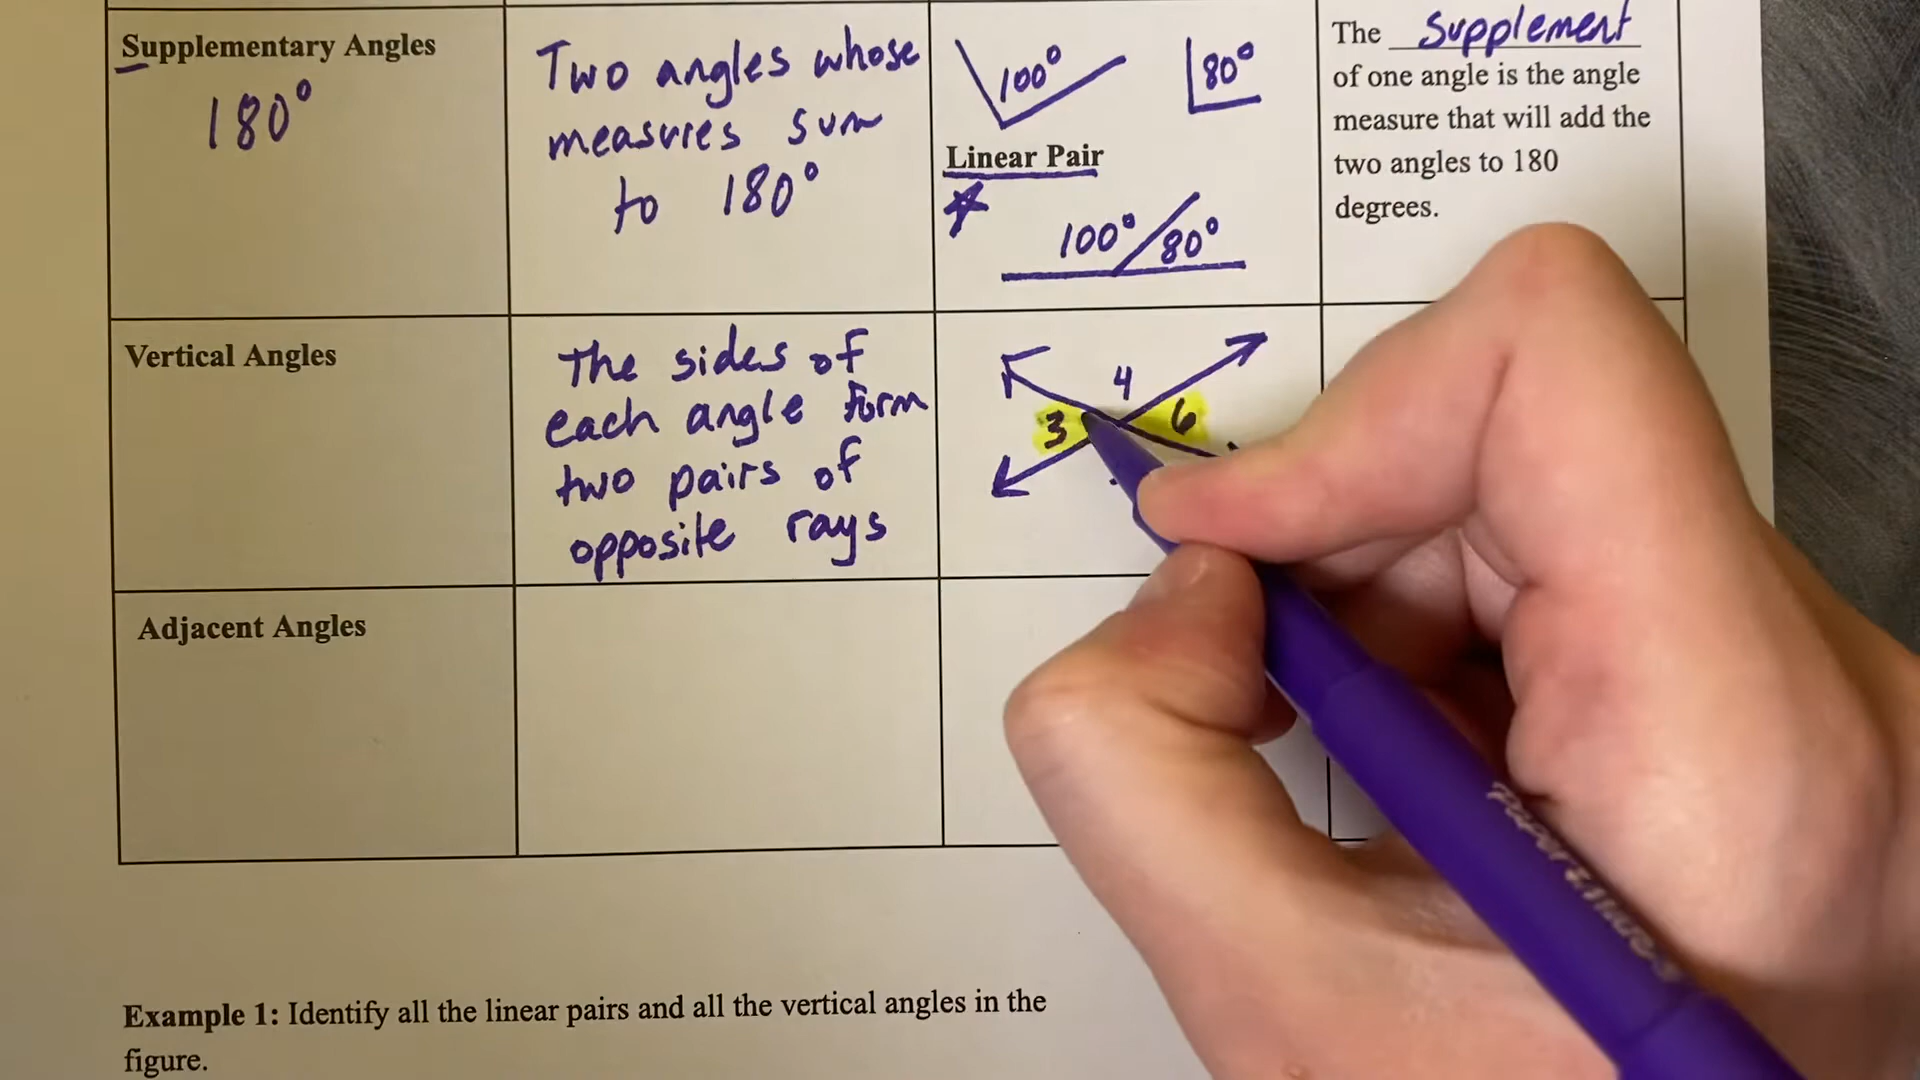 Supplementary Angles
180°
Two angles whose
measures sum
to 180°
100°
80°
Linear Pair
100° 80°
The supplement
of one angle is the angle
measure that will add the
two angles to 180
degrees.
Vertical Angles
The sides of
each angle form
two pairs of
opposite rays
4
3 6
Adjacent Angles
Example 1: Identify all the linear pairs and all the vertical angles in the
figure.